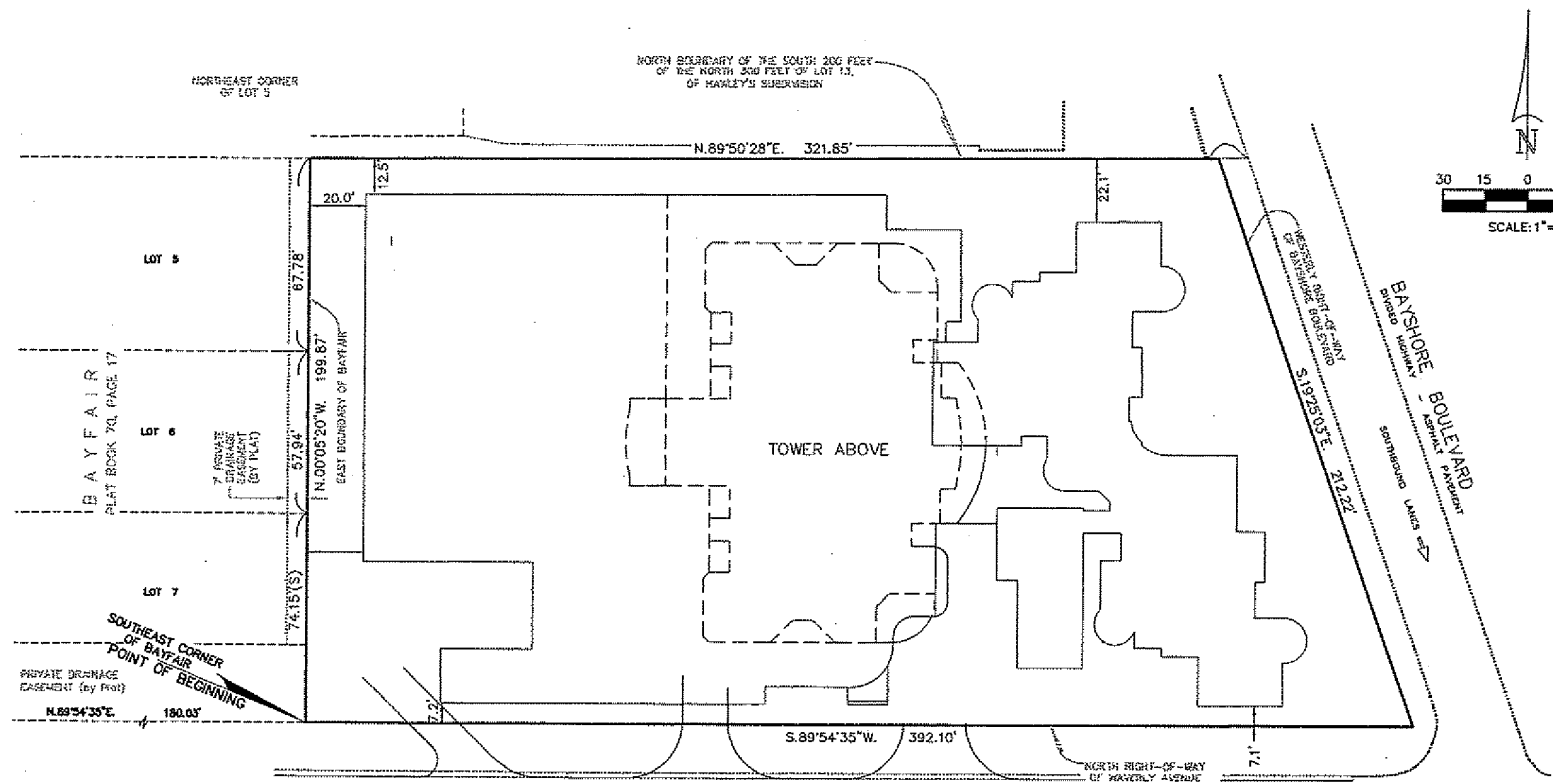 NORTHEAST CORNER
OF LOT 5
NORTH BOUNDARY OF THE SOUTH 200 FEET
OF THE NORTH 300 FEET OF LOT 13,
OF HAWLEY'S SUBDIVISION
N
30 15 0
SCALE: 1"=
N.89°50'28"E. 321.85'
12.5'
20.0'
22.1'
LOT 5
67.78'
N.00°05'20"W. 199.87'
EAST BOUNDARY OF BAYFAIR
WESTERLY RIGHT-OF-WAY
OF BAYSHORE BOULEVARD
BAYSHORE BOULEVARD
DIVIDED HIGHWAY - ASPHALT PAVEMENT
S.19°25'03"E. 212.22'
SOUTHBOUND LANES
BAYFAIR
PLAT BOOK 70, PAGE 17
LOT 6
57.94'
7' PRIVATE
DRAINAGE
EASEMENT
(BY PLAT)
TOWER ABOVE
LOT 7
74.15'(S)
SOUTHEAST CORNER
OF BAYFAIR
POINT OF BEGINNING
PRIVATE DRAINAGE
EASEMENT (by Plat)
N.89°54'35"E. 180.03'
7.2'
S.89°54'35"W. 392.10'
7.1'
NORTH RIGHT-OF-WAY
OF WAVERLY AVENUE